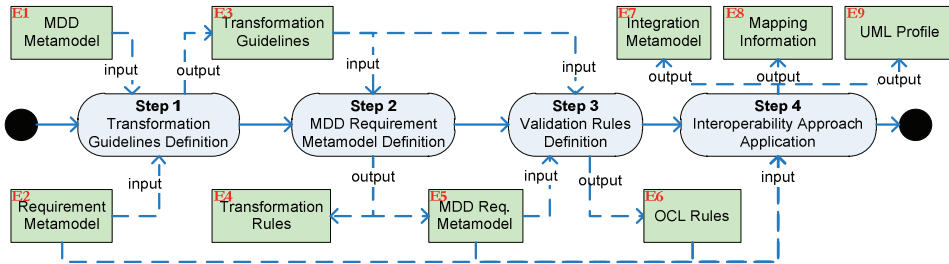 E1
MDD
Metamodel
E3
Transformation
Guidelines
E7
Integration
Metamodel
E8
Mapping
Information
E9
UML Profile
input
output
input
input
output
output
output
Step 1
Transformation
Guidelines Definition
Step 2
MDD Requirement
Metamodel Definition
Step 3
Validation Rules
Definition
Step 4
Interoperability Approach
Application
input
output
input
output
input
E2
Requirement
Metamodel
E4
Transformation
Rules
E5
MDD Req.
Metamodel
E6
OCL Rules